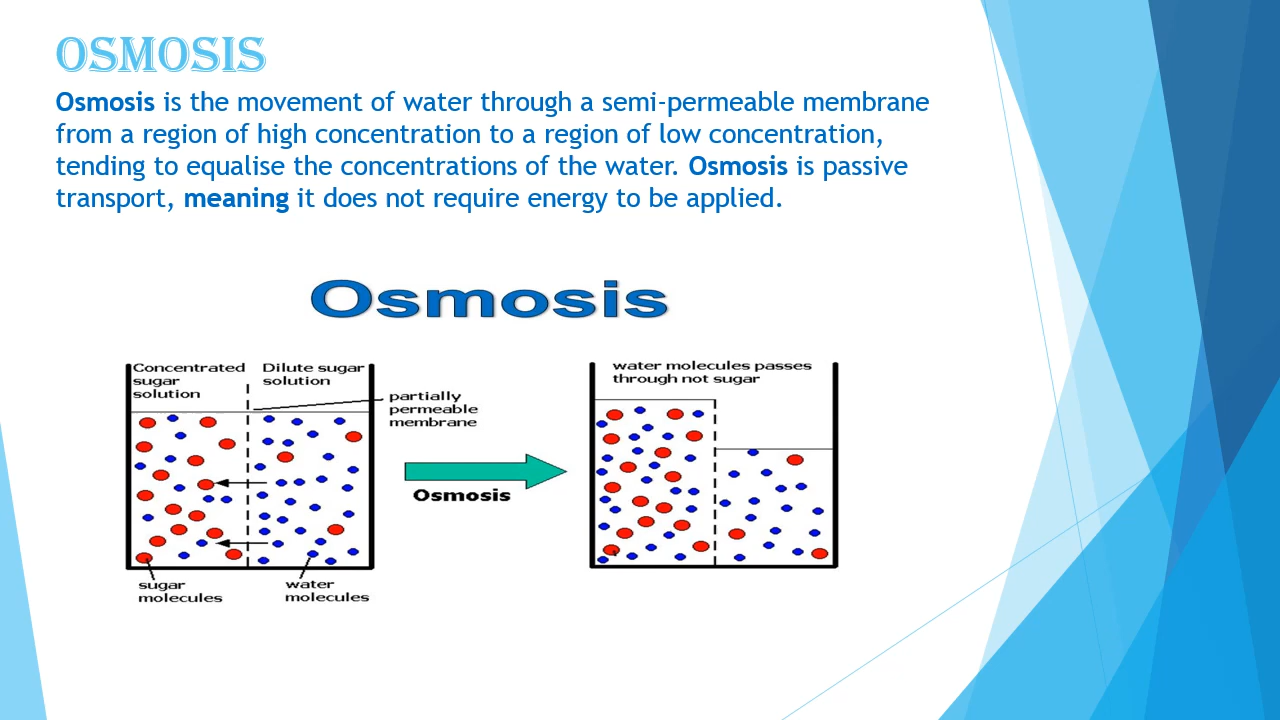 OSMOSIS
Osmosis is the movement of water through a semi-permeable membrane
from a region of high concentration to a region of low concentration,
tending to equalise the concentrations of the water. Osmosis is passive
transport, meaning it does not require energy to be applied.
Osmosis
Concentrated
sugar
solution
Dilute sugar
solution
partially
permeable
membrane
Osmosis
water molecules passes
through not sugar
sugar
molecules
water
molecules